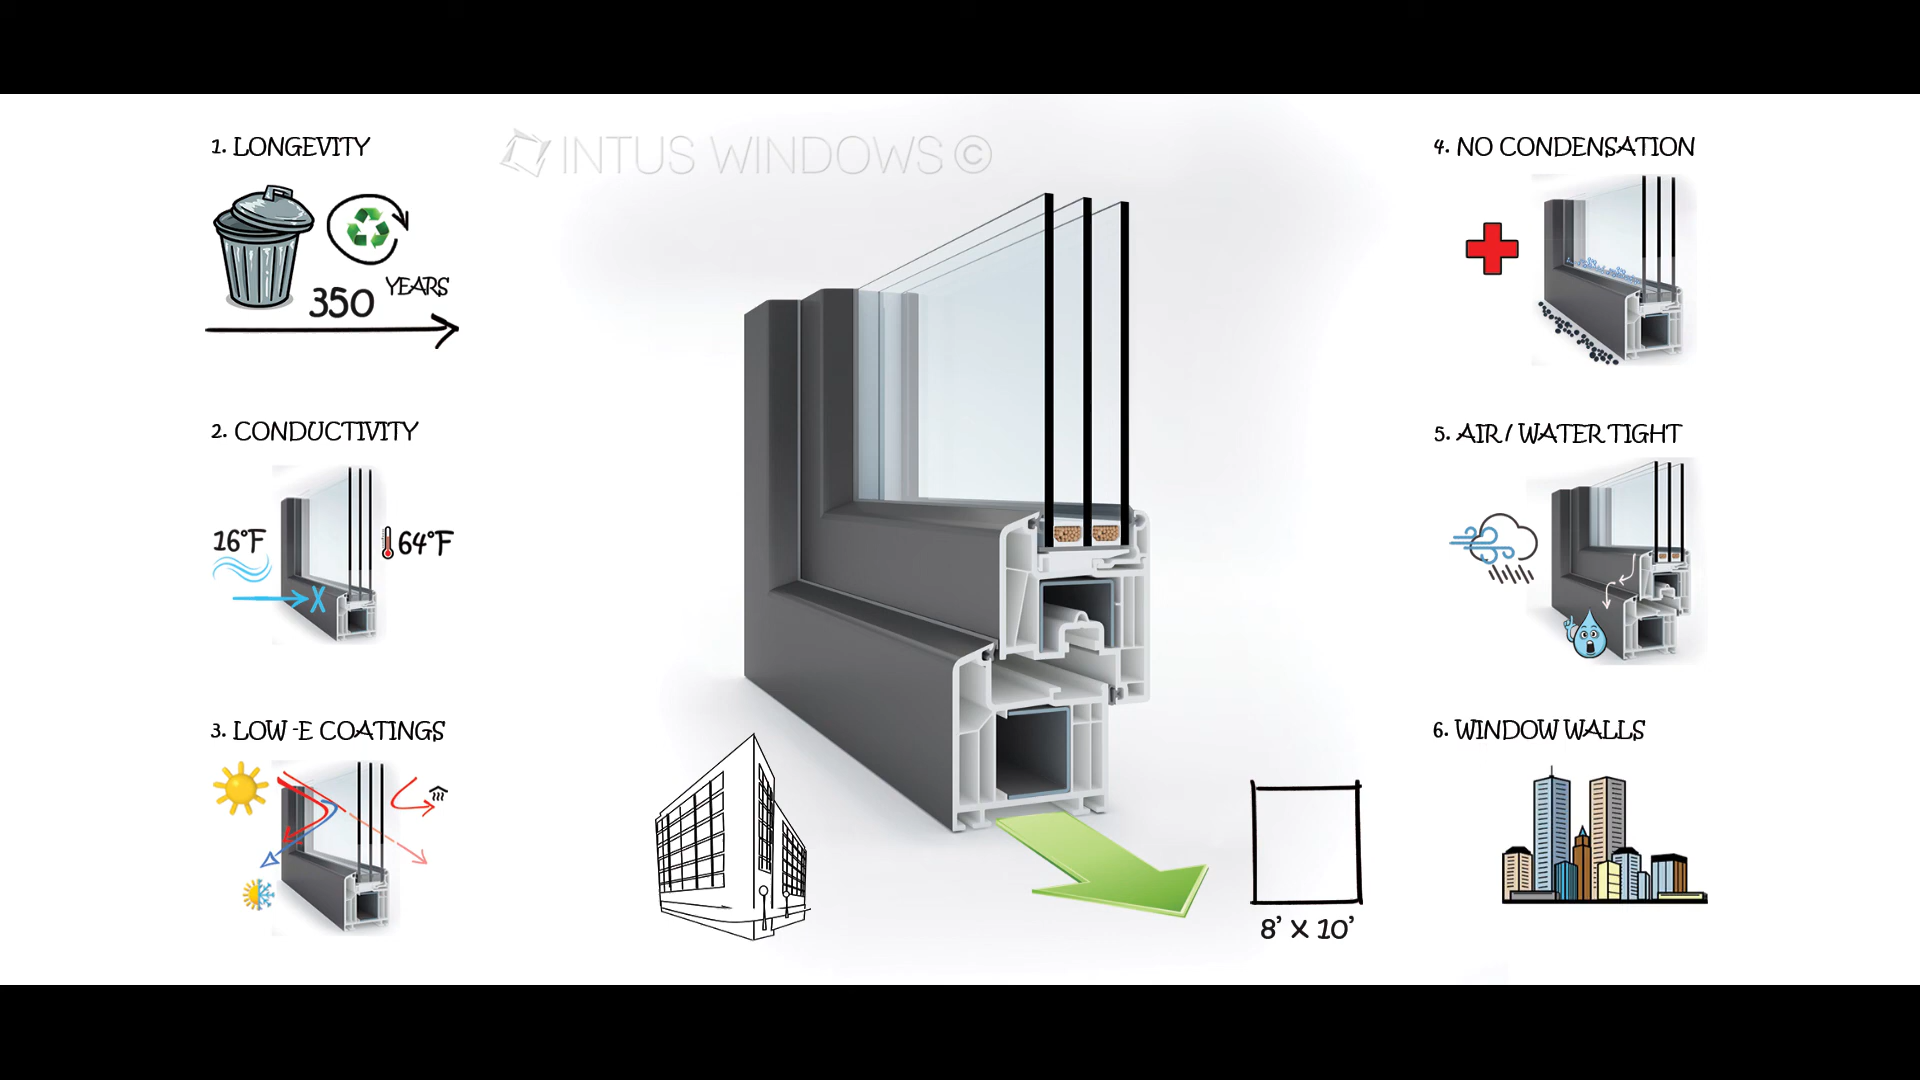 INTUS WINDOWS ©
1. LONGEVITY
350 YEARS
2. CONDUCTIVITY
16°F
64°F
X
3. LOW-E COATINGS
4. NO CONDENSATION
5. AIR / WATER TIGHT
6. WINDOW WALLS
8' X 10'